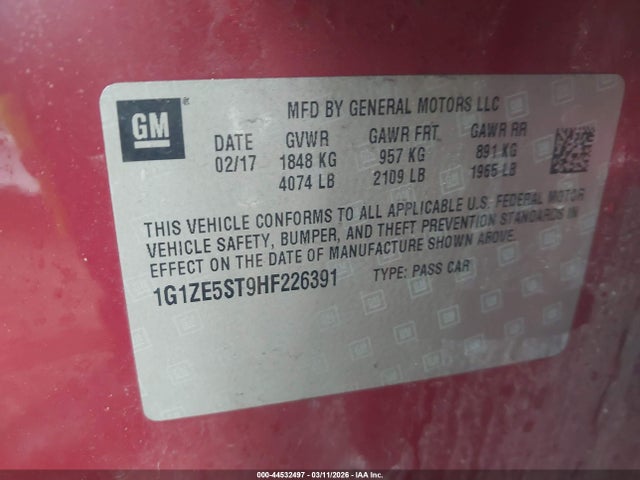 GM
MFD BY GENERAL MOTORS LLC
DATE GVWR GAWR FRT GAWR RR
02/17 1848 KG 957 KG 891 KG
4074 LB 2109 LB 1965 LB
THIS VEHICLE CONFORMS TO ALL APPLICABLE U.S. FEDERAL MOTOR
VEHICLE SAFETY, BUMPER, AND THEFT PREVENTION STANDARDS IN
EFFECT ON THE DATE OF MANUFACTURE SHOWN ABOVE.
1G1ZE5ST9HF226391 TYPE: PASS CAR
000-44532497 - 03/11/2026 - IAA Inc.